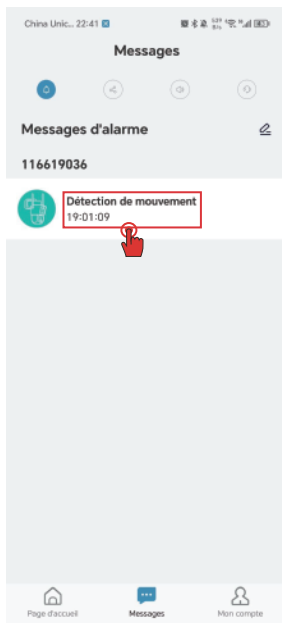 China Unic... 22:41
Messages
Messages d'alarme
116619036
Détection de mouvement
19:01:09
Page d'accueil
Messages
Mon compte